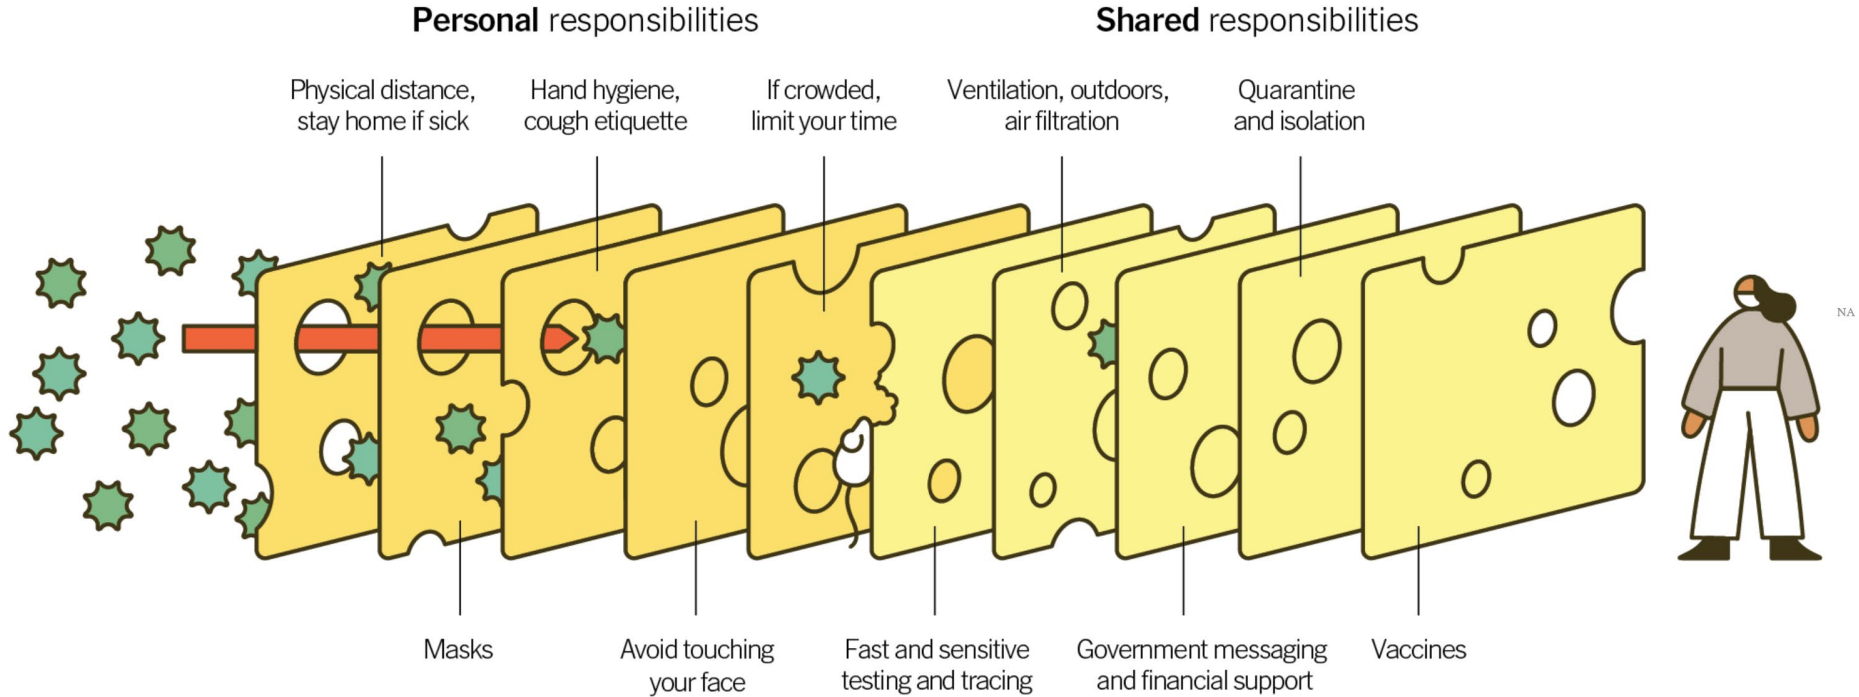 Personal responsibilities
Shared responsibilities
Physical distance,
stay home if sick
Hand hygiene,
cough etiquette
If crowded,
limit your time
Ventilation, outdoors,
air filtration
Quarantine
and isolation
NA
Masks
Avoid touching
your face
Fast and sensitive
testing and tracing
Government messaging
and financial support
Vaccines